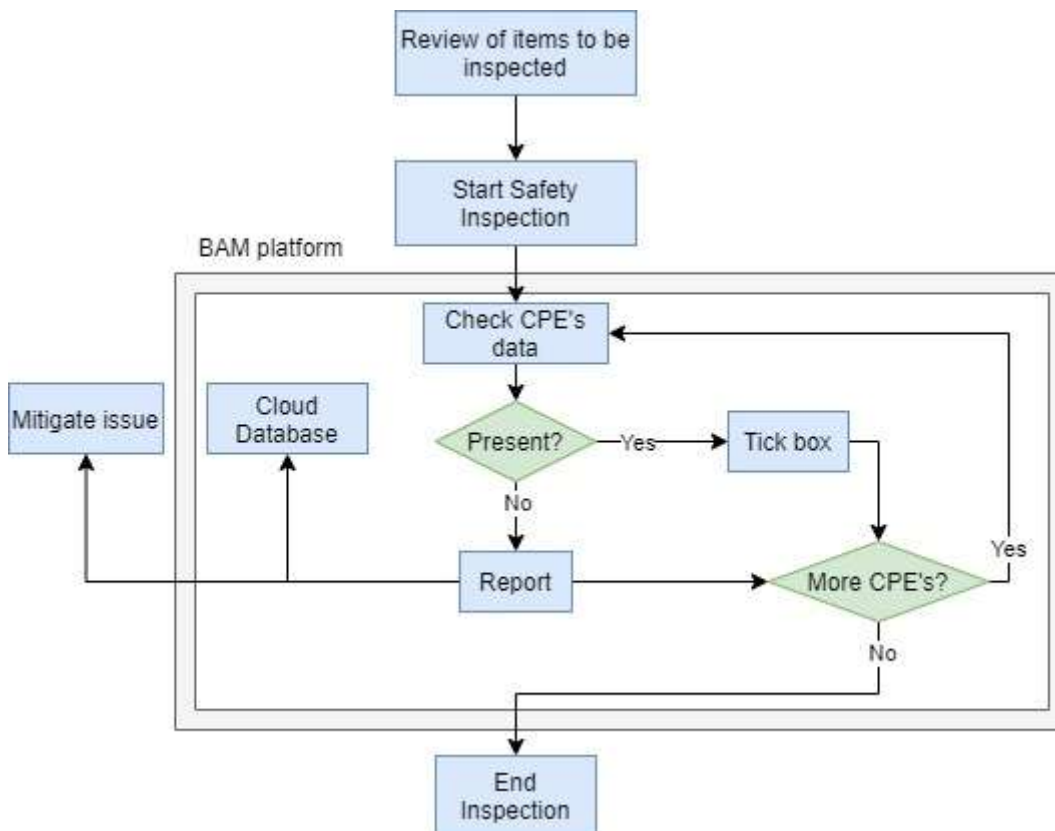 Review of items to be
inspected
Start Safety
Inspection
BAM platform
Check CPE's
data
Mitigate issue
Cloud
Database
Present?
Yes
Tick box
No
Report
More CPE's?
Yes
No
End
Inspection